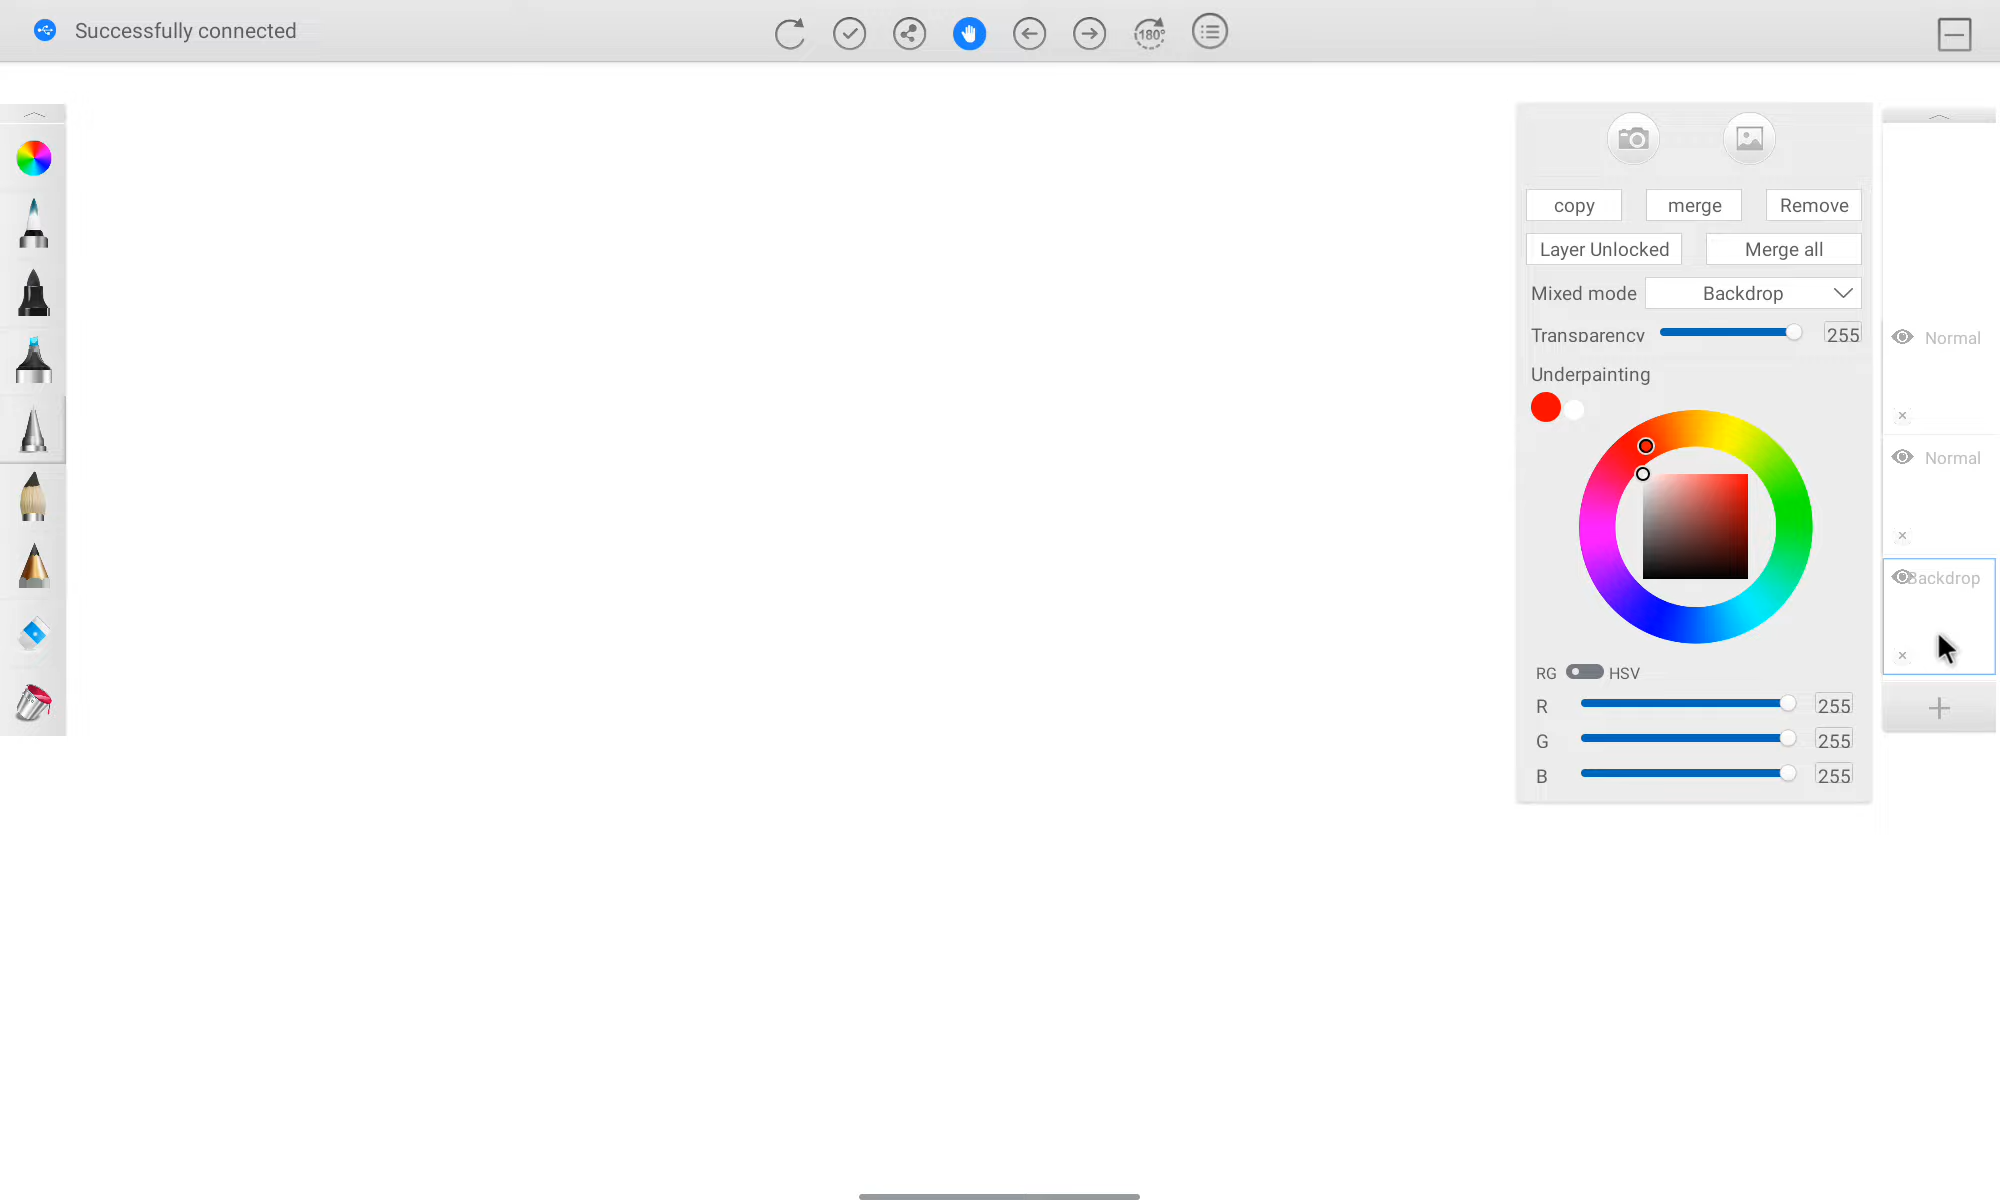 Successfully connected
180°
copy merge Remove
Layer Unlocked Merge all
Mixed mode Backdrop
Transparency 255
Underpainting
RG HSV
R 255
G 255
B 255
Normal
Normal
Backdrop